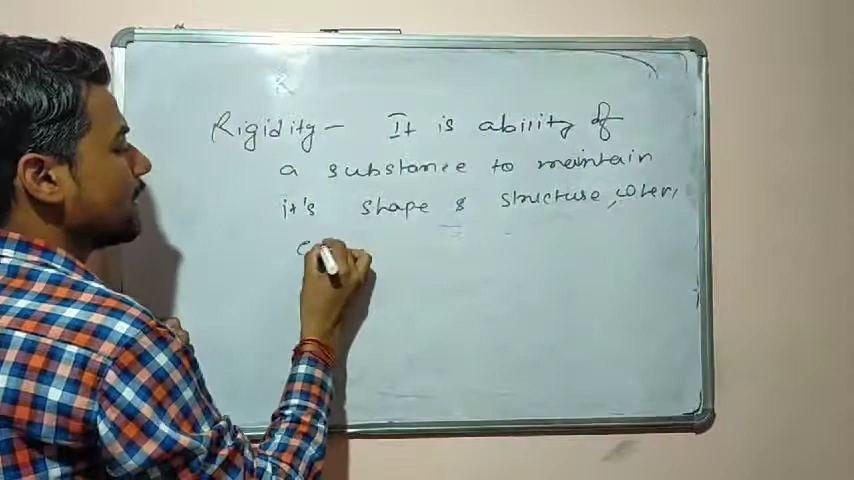 Rigidity - It is ability of
a substance to maintain
it's shape & structure, when
e